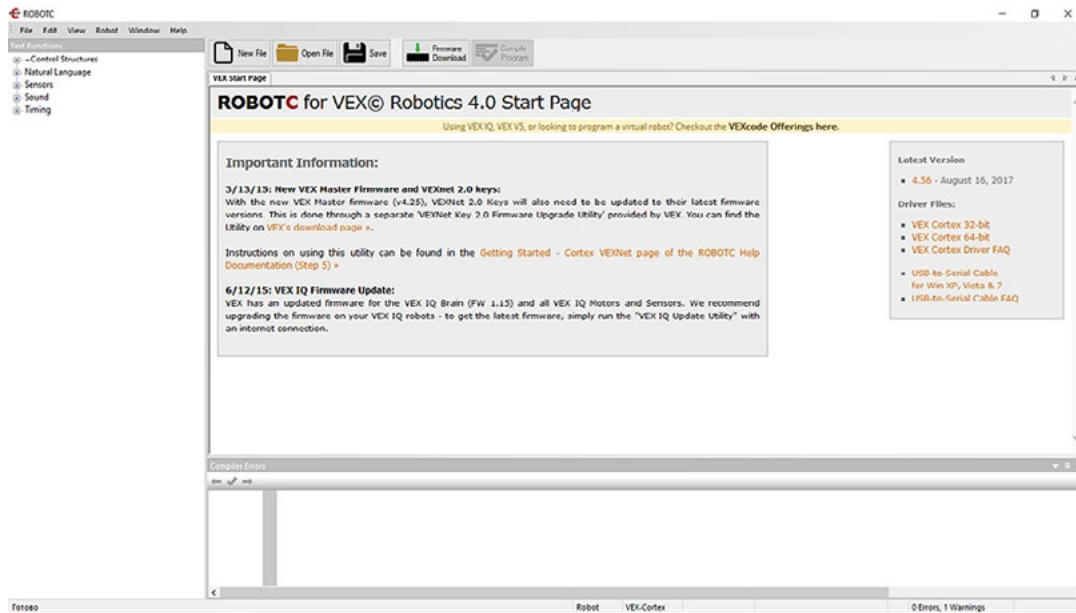 ROBOTC
File Edit View Robot Window Help
Text Functions
-Control Structures
Natural Language
Sensors
Sound
Timing
New File Open File Save Firmware Download Compile Program
VEX Start Page
ROBOTC for VEX© Robotics 4.0 Start Page
Using VEX IQ, VEX V5, or looking to program a virtual robot? Checkout the VEXcode Offerings here.
Important Information:
3/13/15: New VEX Master Firmware and VEXnet 2.0 keys:
With the new VEX Master firmware (v4.25), VEXNet 2.0 Keys will also need to be updated to their latest firmware
versions. This is done through a separate 'VEXNet Key 2.0 Firmware Upgrade Utility' provided by VEX. You can find the
Utility on VEX's download page ».
Instructions on using this utility can be found in the Getting Started - Cortex VEXNet page of the ROBOTC Help
Documentation (Step 5) »
6/12/15: VEX IQ Firmware Update:
VEX has an updated firmware for the VEX IQ Brain (FW 1.15) and all VEX IQ Motors and Sensors. We recommend
upgrading the firmware on your VEX IQ robots - to get the latest firmware, simply run the "VEX IQ Update Utility" with
an internet connection.
Latest Version
4.56 - August 16, 2017
Driver Files:
VEX Cortex 32-bit
VEX Cortex 64-bit
VEX Cortex Driver FAQ
USB-to-Serial Cable
for Win XP, Vista & 7
USB-to-Serial Cable FAQ
Compiler Errors
Готово Robot VEX-Cortex 0 Errors, 1 Warnings